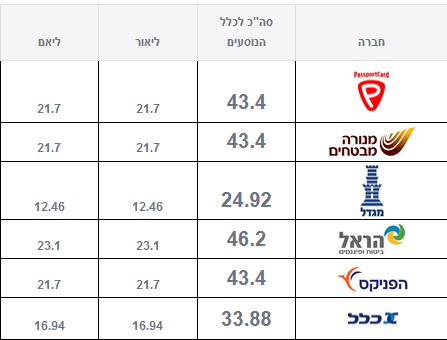 חברה סה"כ לכלל הנוסעים ליאור ליאם
PassportCard 43.4 21.7 21.7
מנורה מבטחים 43.4 21.7 21.7
מגדל 24.92 12.46 12.46
הראל ביטוח ופיננסים 46.2 23.1 23.1
הפניקס 43.4 21.7 21.7
כלל 33.88 16.94 16.94